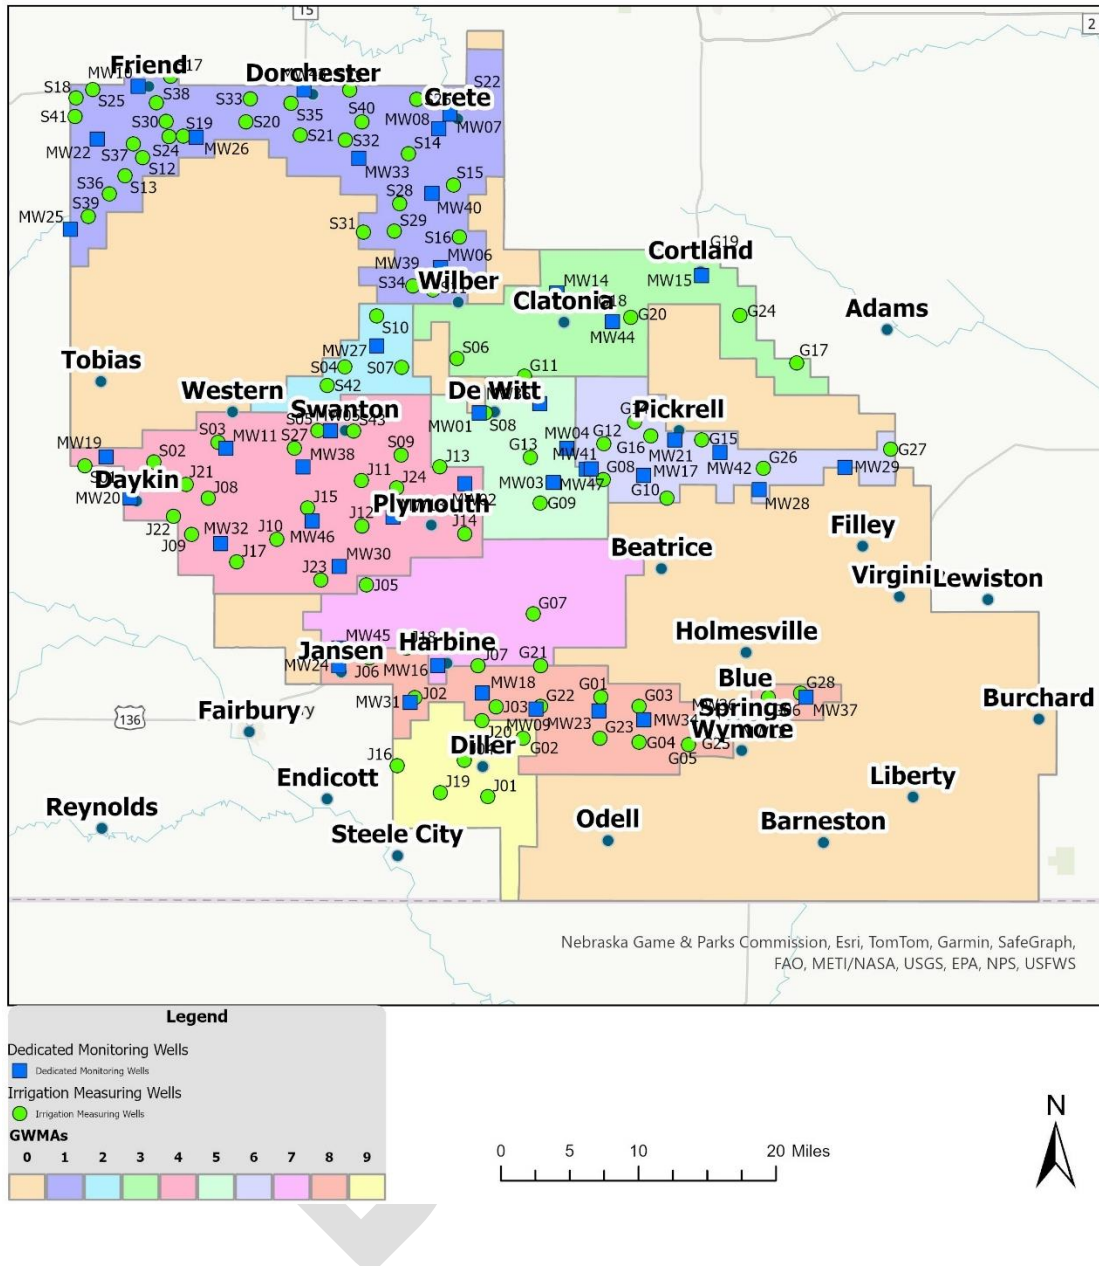 15
2
Friend
S17
MW10
Dorchester
S22
S18
S25
S38
S33
S35
S40
Crete
S41
S30
S19
S20
S21
MW08
MW07
MW22
S37
S24
MW26
S32
S14
S12
MW33
S36
S13
S28
S15
MW40
MW25
S39
S31
S29
S16
MW39
MW06
S34
Wilber
Cortland
G19
MW14
MW15
Clatonia
G18
G20
G24
Adams
S10
MW44
MW27
S06
S04
S07
G11
G17
Tobias
S42
Western
De Witt
Swanton
S43
MW01
S08
Pickrell
S03
MW11
S27
S09
MW04
G12
G16
G15
G27
MW19
S02
MW38
G13
MW41
MW21
J13
G08
MW17
MW42
G26
MW29
Daykin
J21
J11
J24
MW03
MW47
G10
MW20
J08
J15
Plymouth
G09
MW28
J22
MW32
J10
MW46
J12
J14
Filley
J09
J17
MW30
Beatrice
J23
J05
Lewiston
G07
Holmesville
MW45
J18
Harbine
Jansen
MW24
J06
MW16
J07
G21
Blue
Springs
G28
MW18
G01
G03
MW31
J02
J03
G22
MW37
Burchard
136
Fairbury
MW09
MW23
MW34
Wymore
J20
G02
G23
G04
G25
G05
Diller
J16
Endicott
J19
J01
Liberty
Reynolds
Steele City
Odell
Barneston
Nebraska Game & Parks Commission, Esri, TomTom, Garmin, SafeGraph,
FAO, METI/NASA, USGS, EPA, NPS, USFWS
Legend
Dedicated Monitoring Wells
Dedicated Monitoring Wells
Irrigation Measuring Wells
Irrigation Measuring Wells
GWMAs
0 1 2 3 4 5 6 7 8 9
0 5 10 20 Miles
N